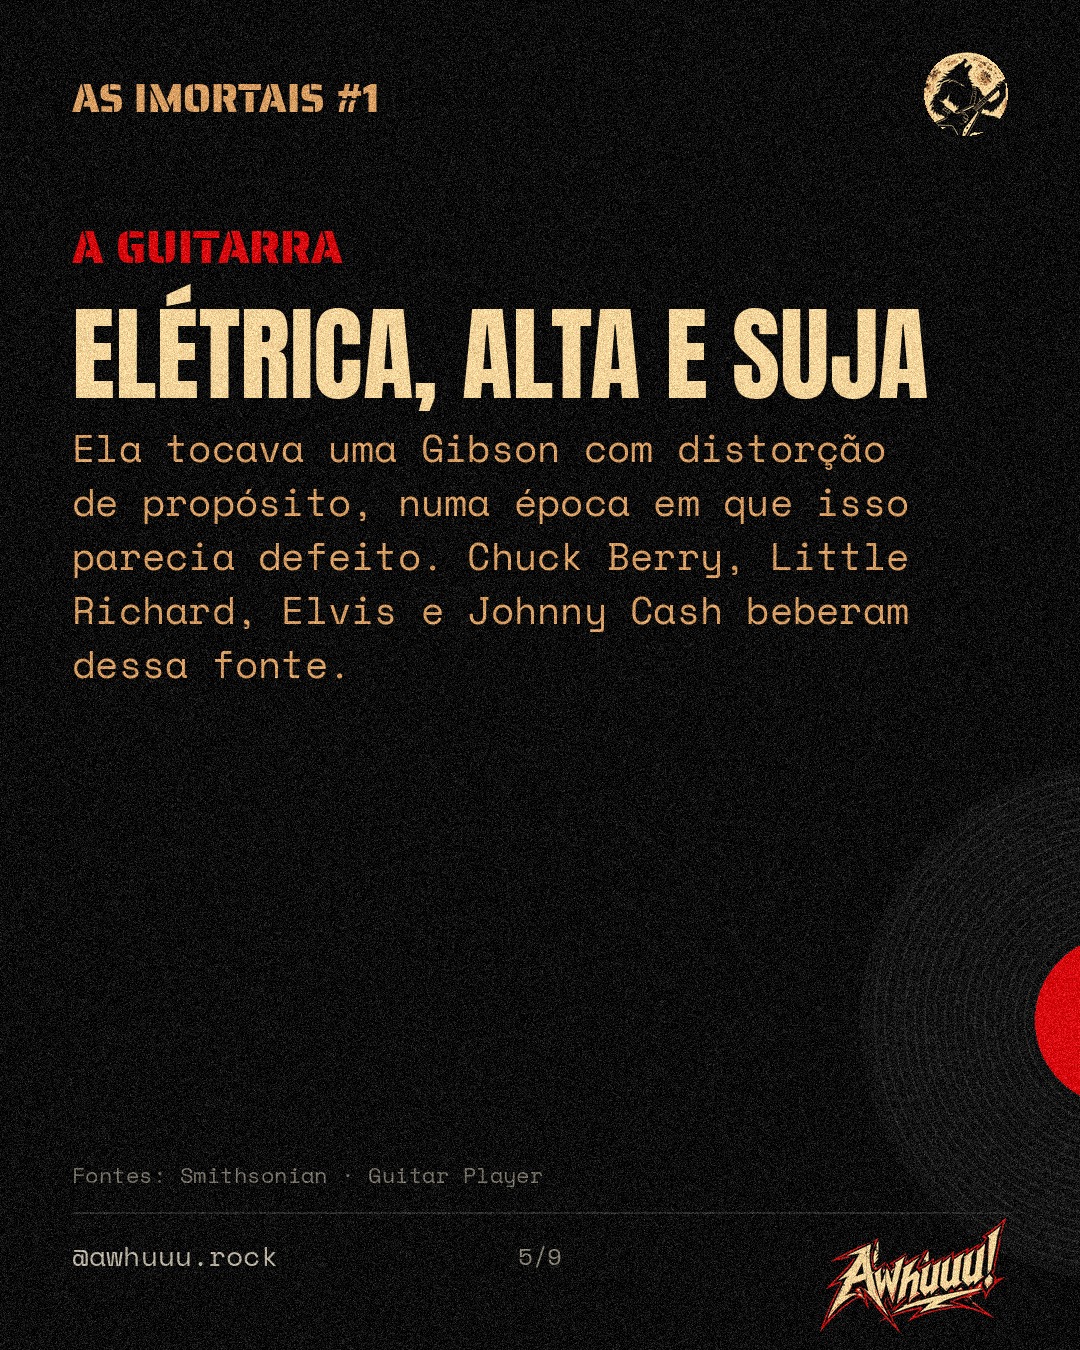 AS IMORTAIS #1
A GUITARRA
ELÉTRICA, ALTA E SUJA
Ela tocava uma Gibson com distorção
de propósito, numa época em que isso
parecia defeito. Chuck Berry, Little
Richard, Elvis e Johnny Cash beberam
dessa fonte.
Fontes: Smithsonian · Guitar Player
@awhuuu.rock
5/9
Awhuuu!